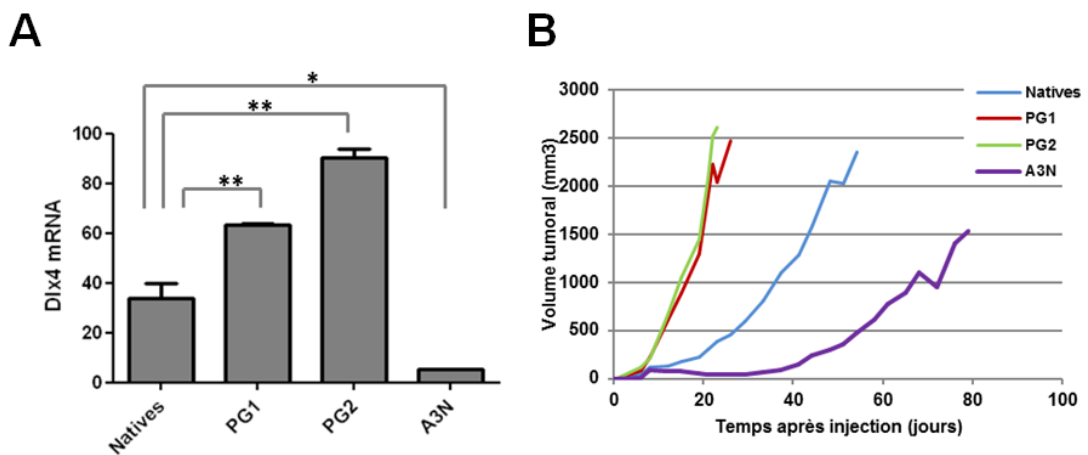 A
*
**
**
Dlx4 mRNA
100
80
60
40
20
0
Natives
PG1
PG2
A3N
B
Volume tumoral (mm3)
3000
2500
2000
1500
1000
500
0
0 20 40 60 80 100
Temps après injection (jours)
Natives
PG1
PG2
A3N